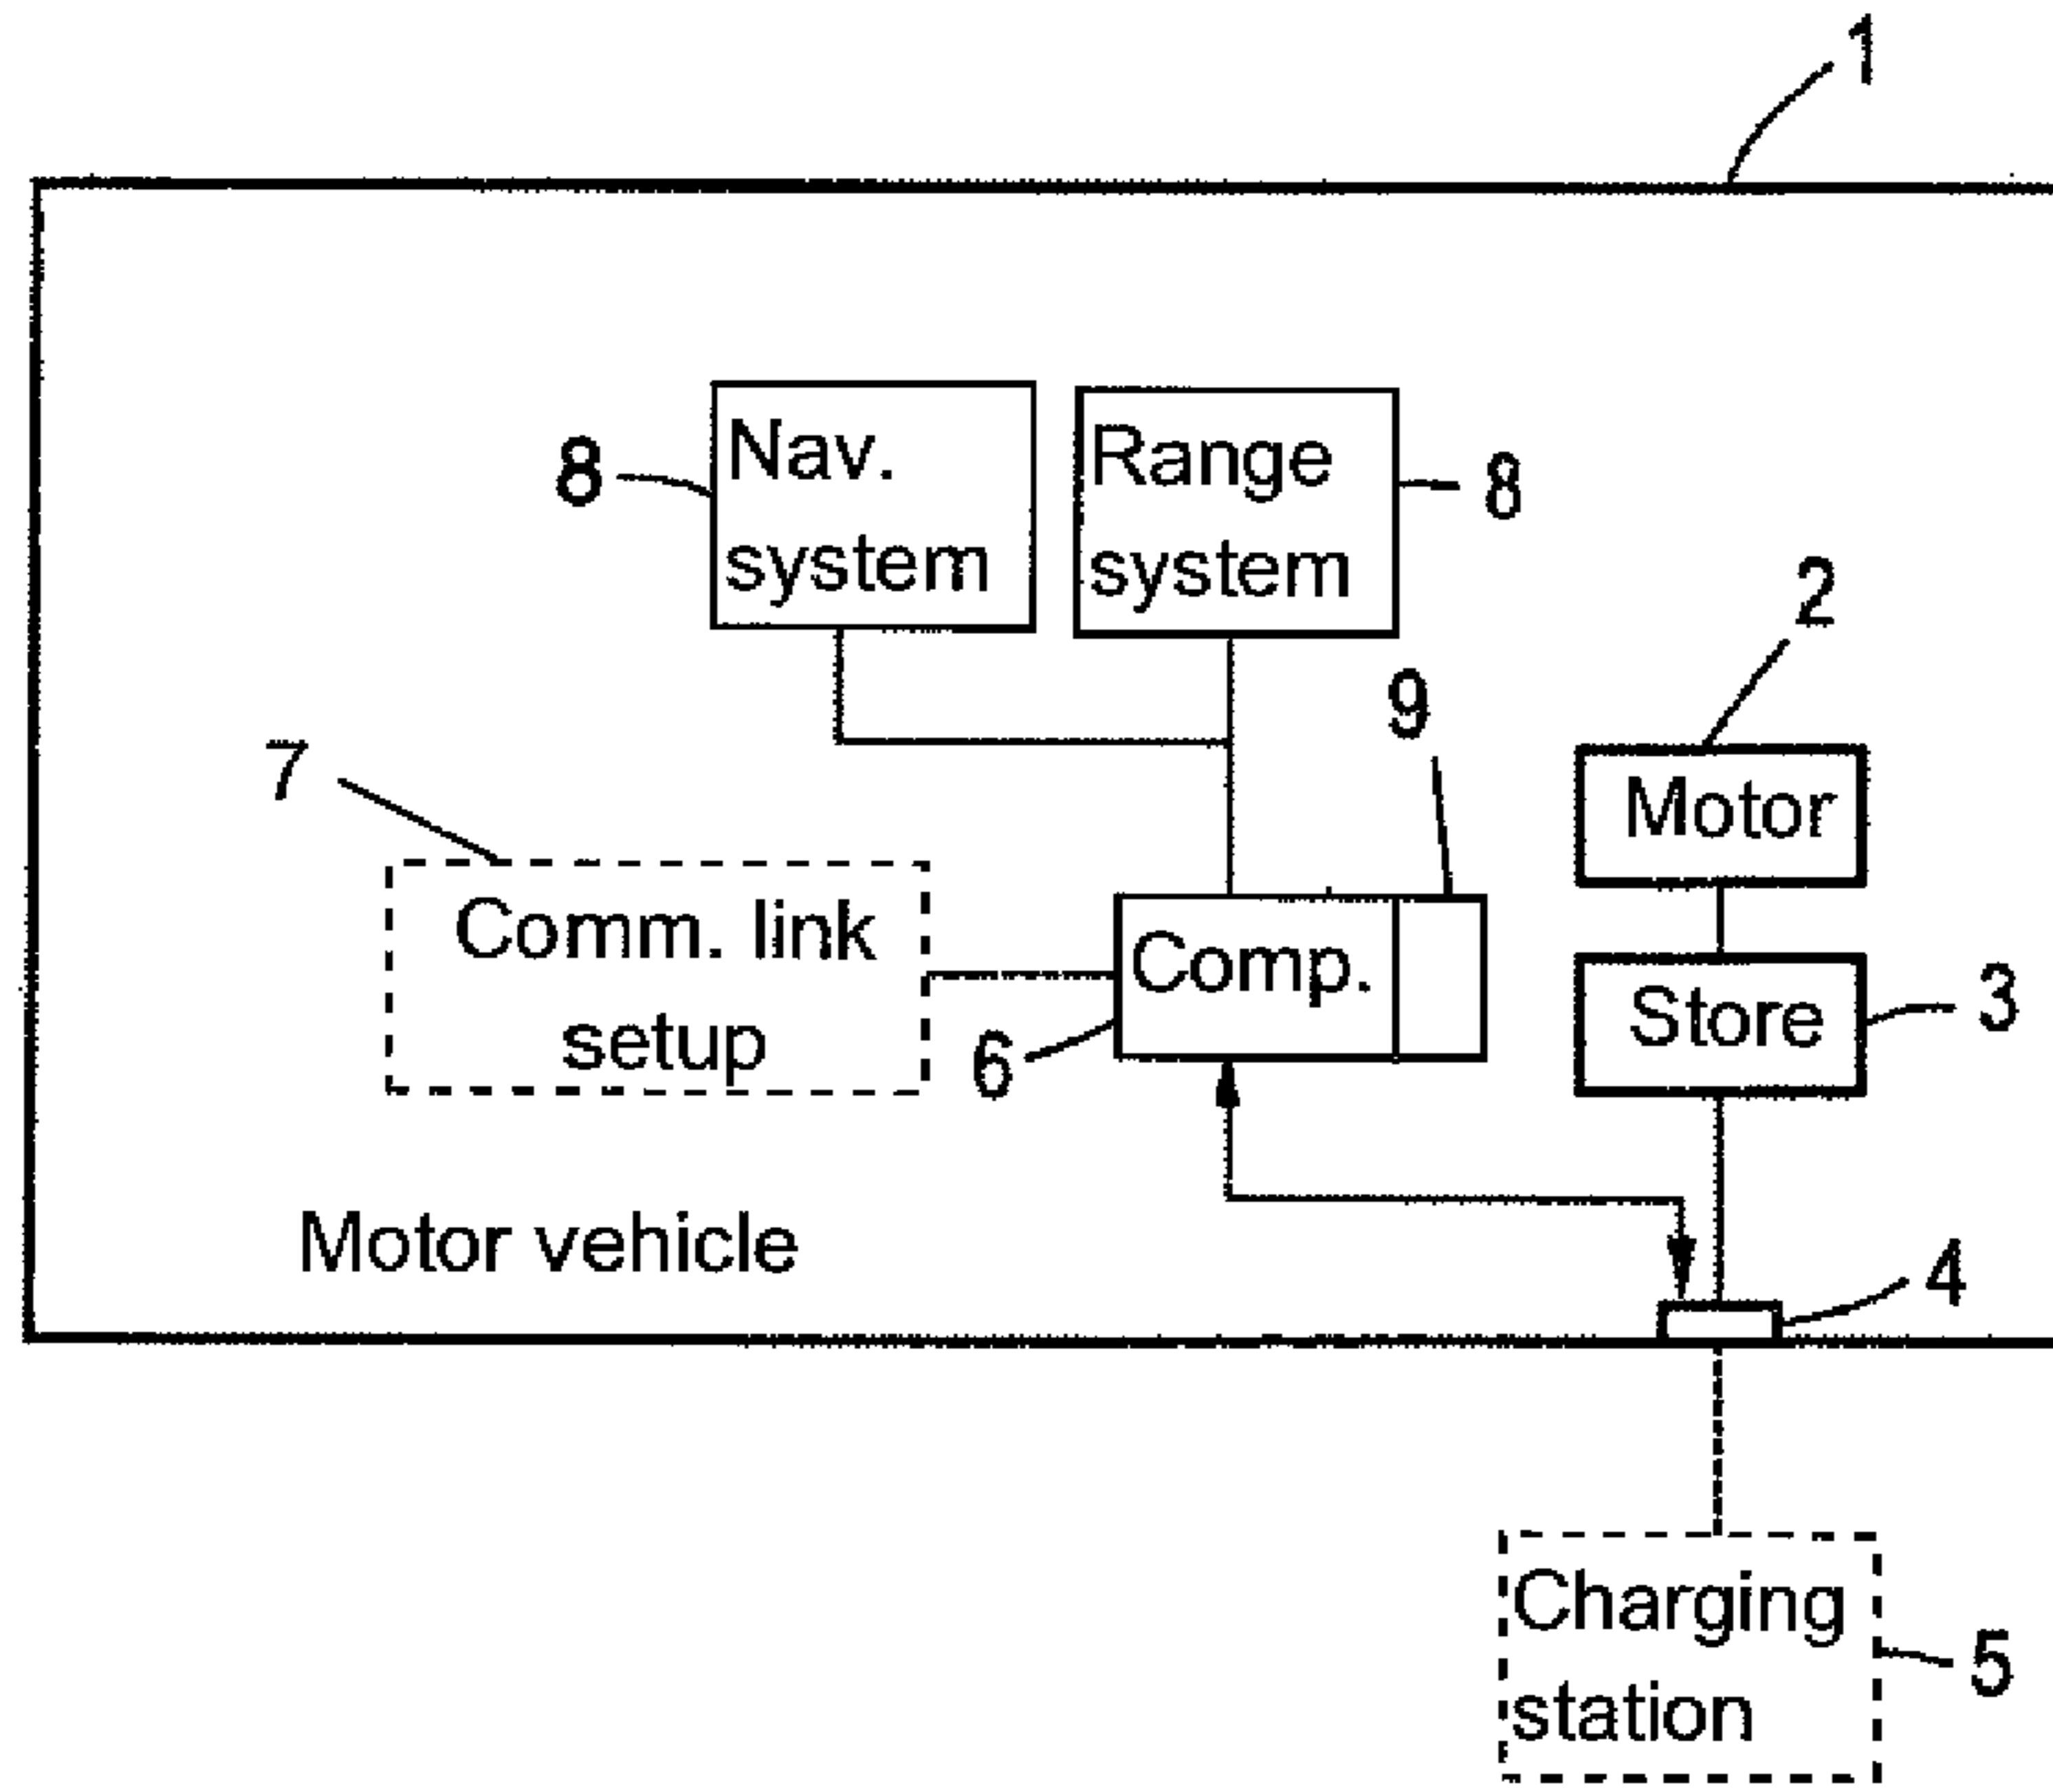 1
Nav.
system
8
Range
system
8
2
9
Motor
7
Comm. link
setup
Comp.
6
Store
3
Motor vehicle
4
Charging
station
5